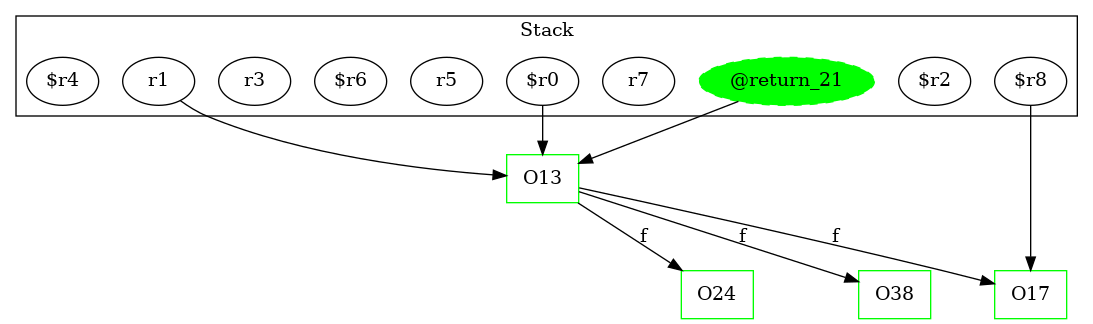 Stack
$r4 r1 r3 $r6 r5 $r0 r7 @return_21 $r2 $r8
O13
f f f
O24 O38 O17